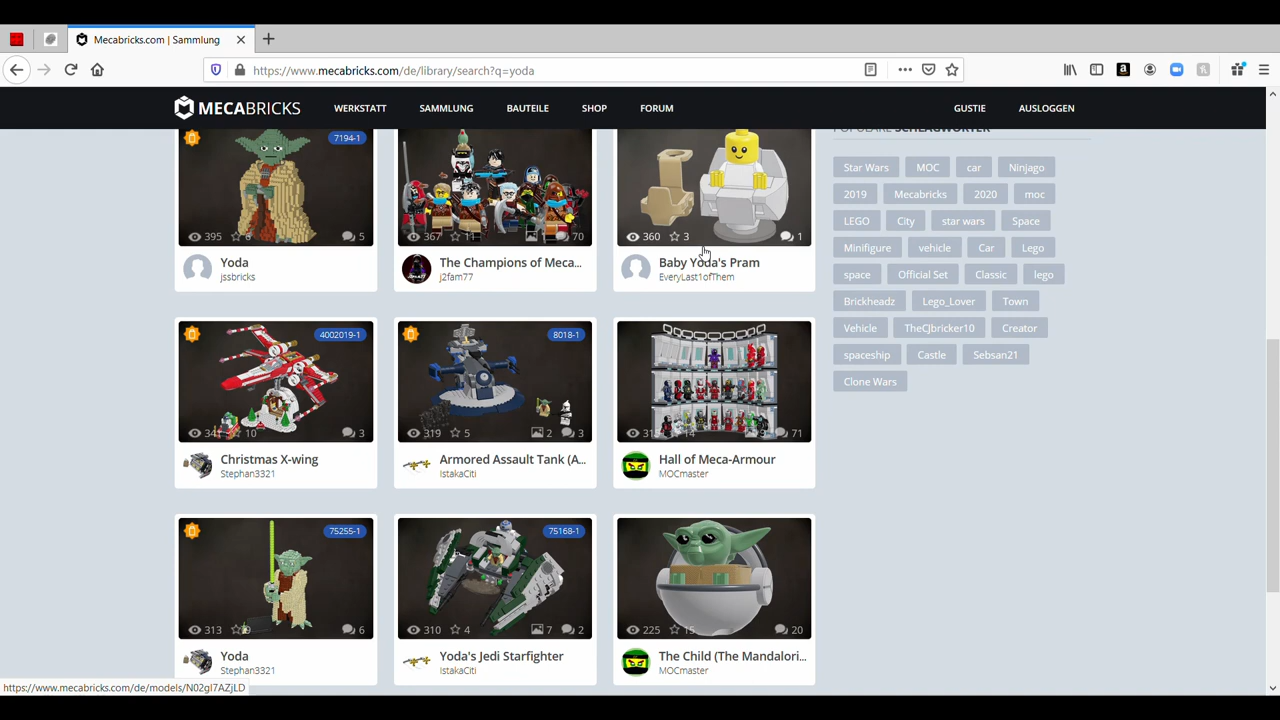 Mecabricks.com | Sammlung
https://www.mecabricks.com/de/library/search?q=yoda
MECABRICKS
WERKSTATT
SAMMLUNG
BAUTEILE
SHOP
FORUM
GUSTIE
AUSLOGGEN
7194-1
395
5
Yoda
jssbricks
367
11
70
The Champions of Meca...
j2fam77
360
3
1
Baby Yoda's Pram
EveryLast1ofThem
4002019-1
10
3
Christmas X-wing
Stephan3321
8018-1
319
5
2
3
Armored Assault Tank (A...
IstakaCiti
14
71
Hall of Meca-Armour
MOCmaster
75255-1
313
6
Yoda
Stephan3321
75168-1
310
4
7
2
Yoda's Jedi Starfighter
IstakaCiti
225
15
20
The Child (The Mandalori...
MOCmaster
POPULÄRE SCHLAGWÖRTER
Star Wars
MOC
car
Ninjago
2019
Mecabricks
2020
moc
LEGO
City
star wars
Space
Minifigure
vehicle
Car
Lego
space
Official Set
Classic
lego
Brickheadz
Lego_Lover
Town
Vehicle
TheCJbricker10
Creator
spaceship
Castle
Sebsan21
Clone Wars
https://www.mecabricks.com/de/models/N02gl7AZjLD